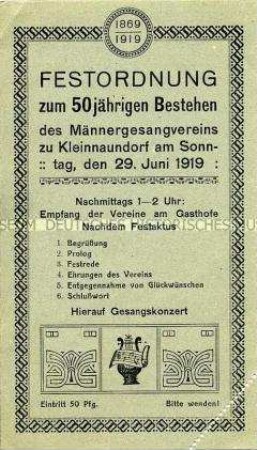 1869
1919
FESTORDNUNG
zum 50jährigen Bestehen
des Männergesangvereins
zu Kleinnaundorf am Sonn-
:: tag, den 29. Juni 1919 :
Nachmittags 1—2 Uhr:
Empfang der Vereine am Gasthofe
Nachdem Festaktus
1. Begrüßung
2. Prolog
3. Festrede
4. Ehrungen des Vereins
5. Entgegennahme von Glückwünschen
6. Schlußwort
Hierauf Gesangskonzert
Eintritt 50 Pfg. Bitte wenden!